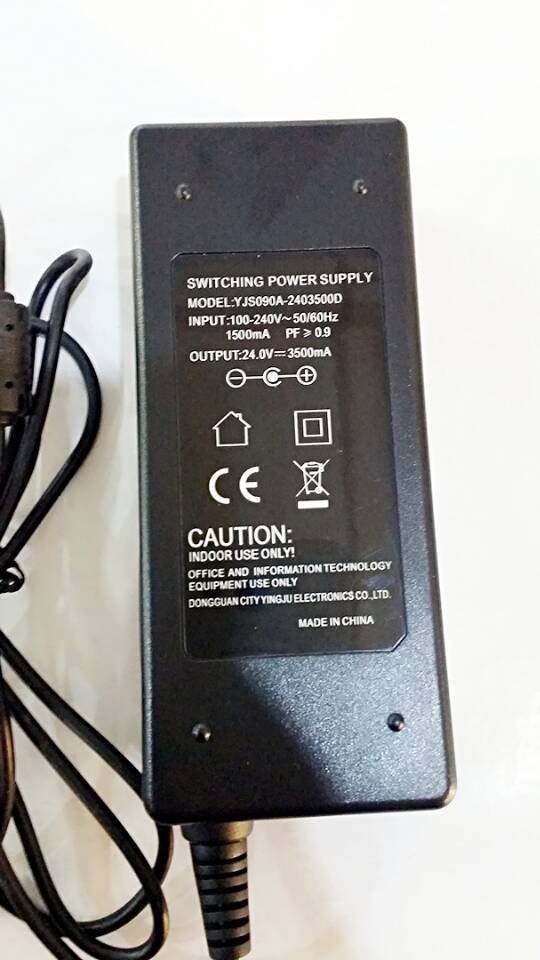 SWITCHING POWER SUPPLY
MODEL:YJS090A-2403500D
INPUT:100-240V~50/60Hz
1500mA PF≥0.9
OUTPUT:24.0V⎓3500mA
CE
CAUTION:
INDOOR USE ONLY!
OFFICE AND INFORMATION TECHNOLOGY
EQUIPMENT USE ONLY
DONGGUAN CITY YINGJU ELECTRONICS CO.,LTD.
MADE IN CHINA